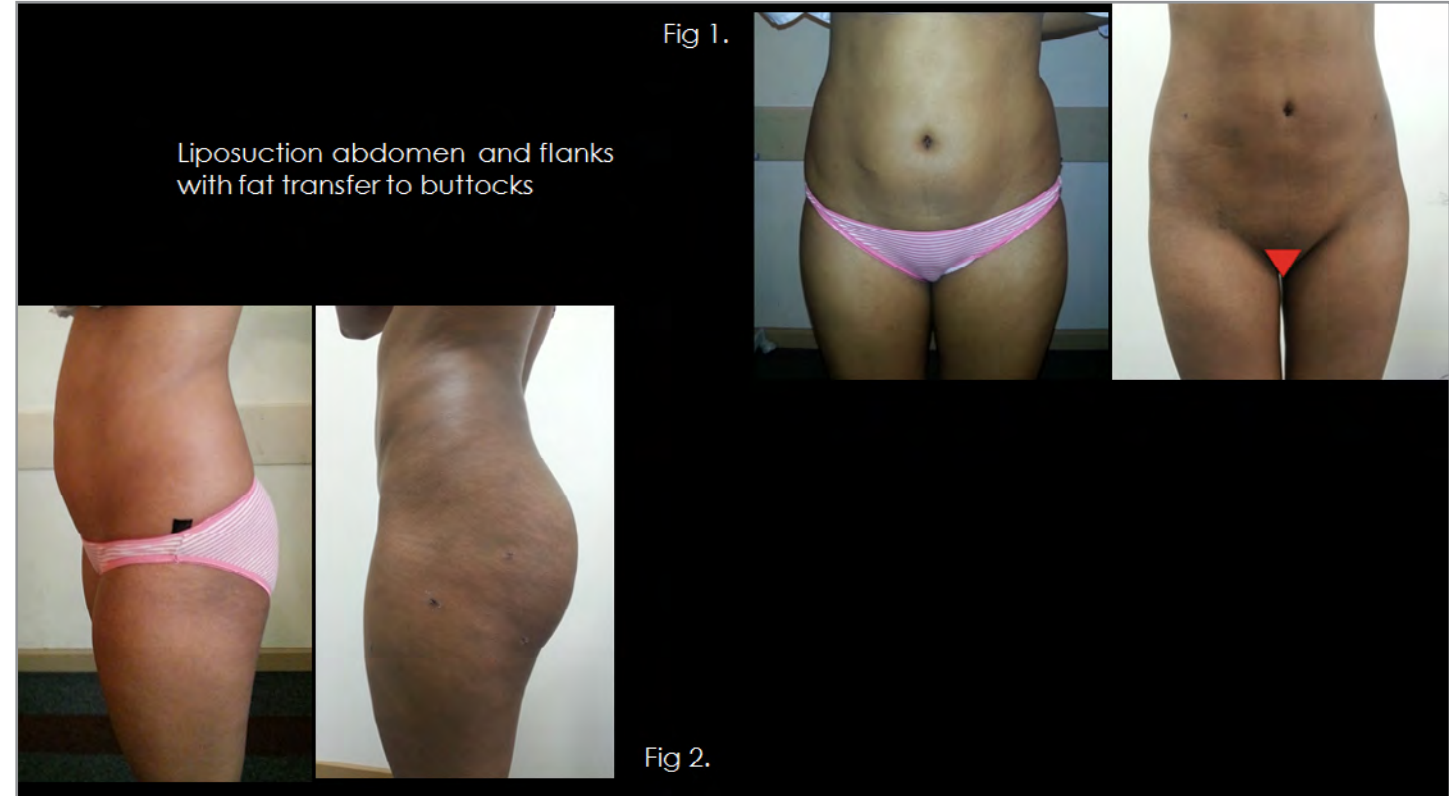 Fig 1.
Liposuction abdomen and flanks
with fat transfer to buttocks
Fig 2.